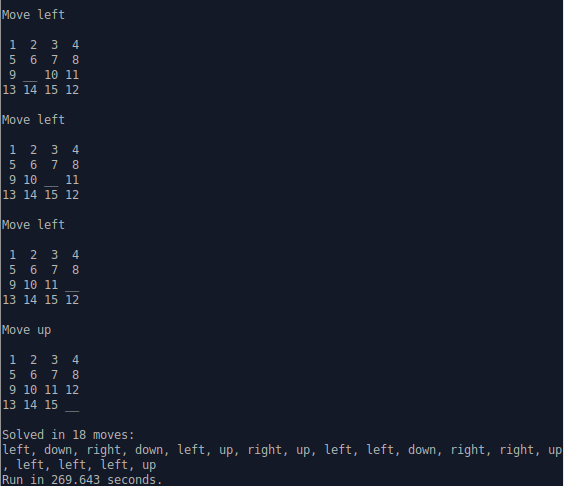 Move left
 1  2  3  4
 5  6  7  8
 9 __ 10 11
13 14 15 12
Move left
 1  2  3  4
 5  6  7  8
 9 10 __ 11
13 14 15 12
Move left
 1  2  3  4
 5  6  7  8
 9 10 11 __
13 14 15 12
Move up
 1  2  3  4
 5  6  7  8
 9 10 11 12
13 14 15 __
Solved in 18 moves:
left, down, right, down, left, up, right, up, left, left, down, right, right, up
, left, left, left, up
Run in 269.643 seconds.